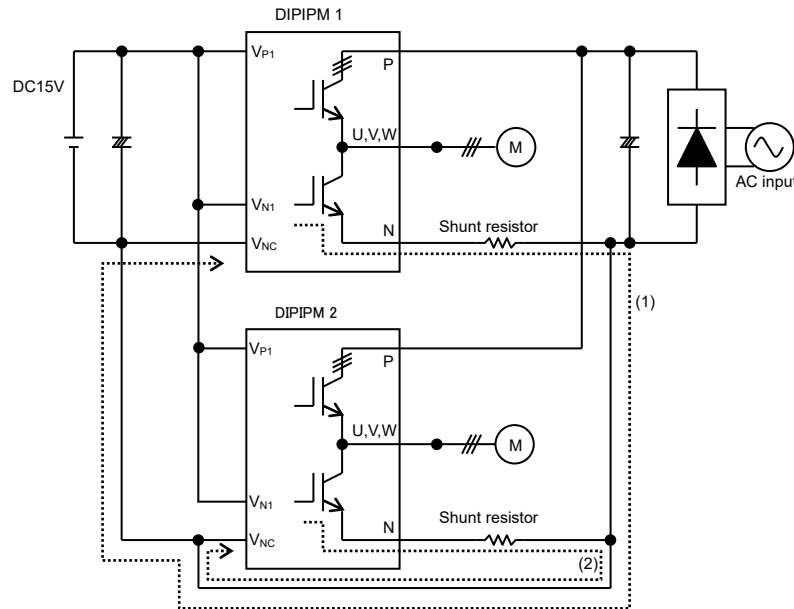 DIPIPM 1
VP1
P
DC15V
U,V,W
M
AC input
VN1
N
Shunt resistor
VNC
(1)
DIPIPM 2
VP1
P
U,V,W
M
VN1
N
Shunt resistor
VNC
(2)